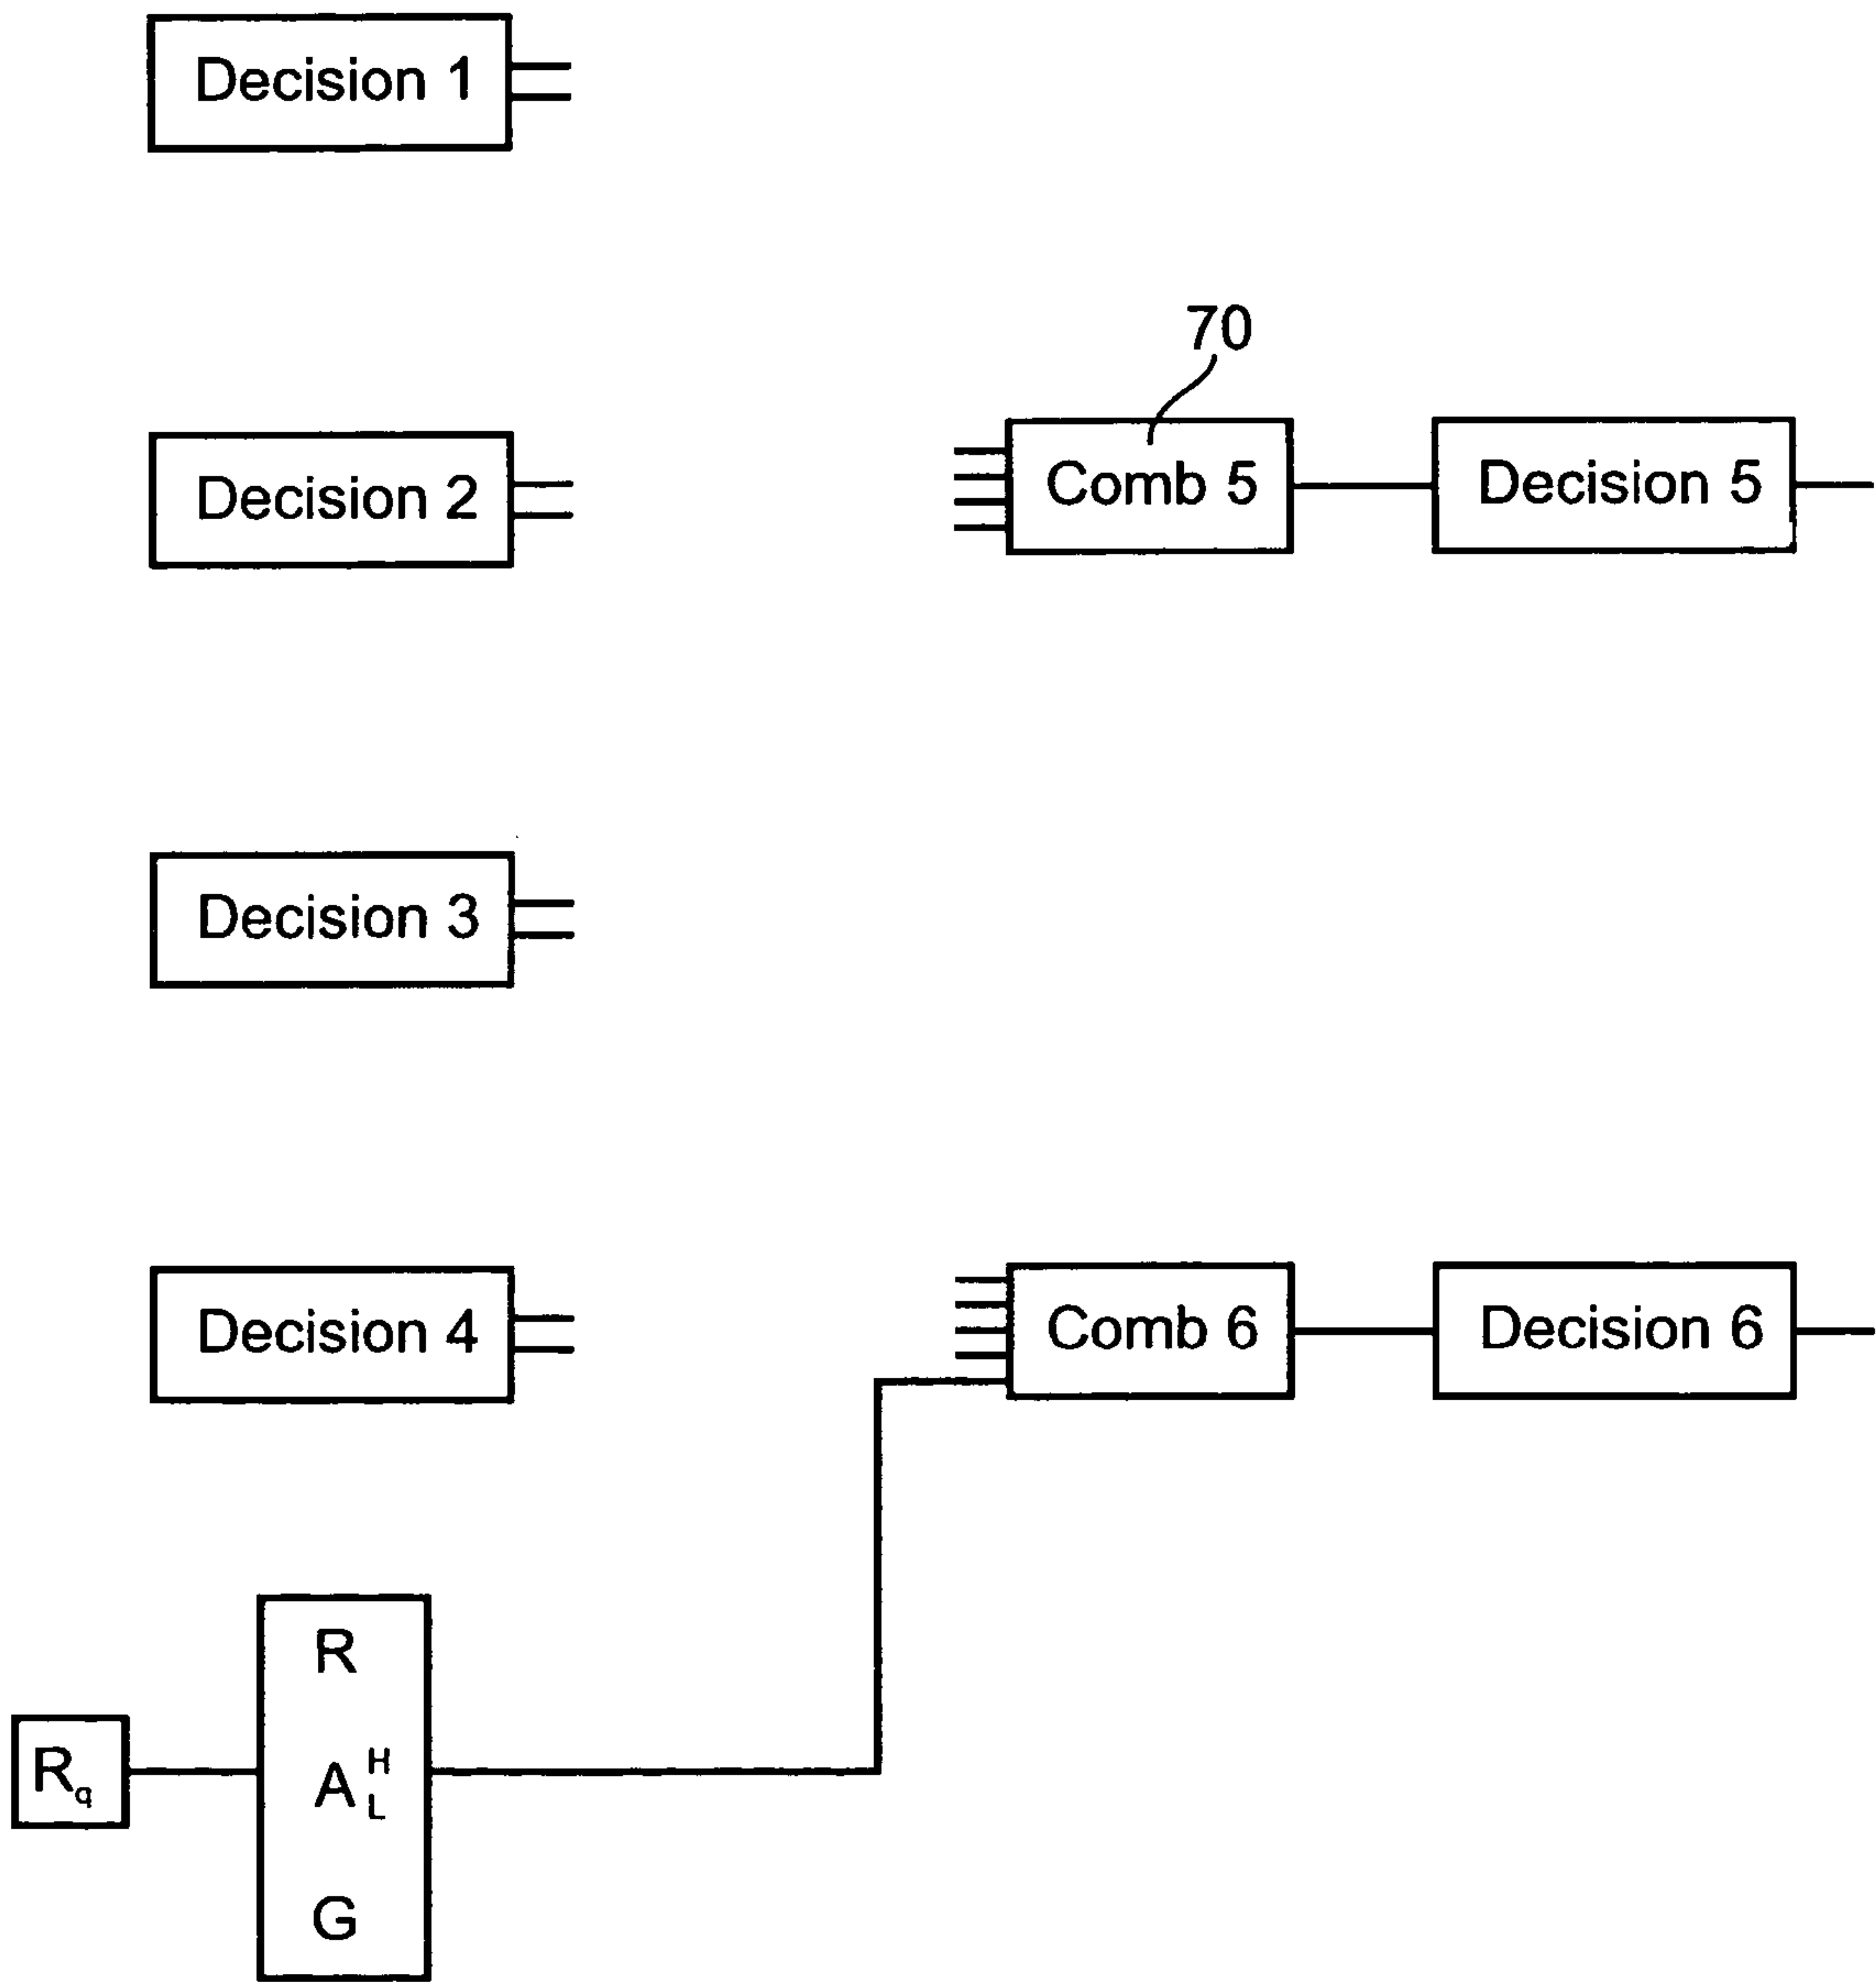 Decision 1
70
Decision 2
Comb 5
Decision 5
Decision 3
Decision 4
Comb 6
Decision 6
R
A H L
G
Rq